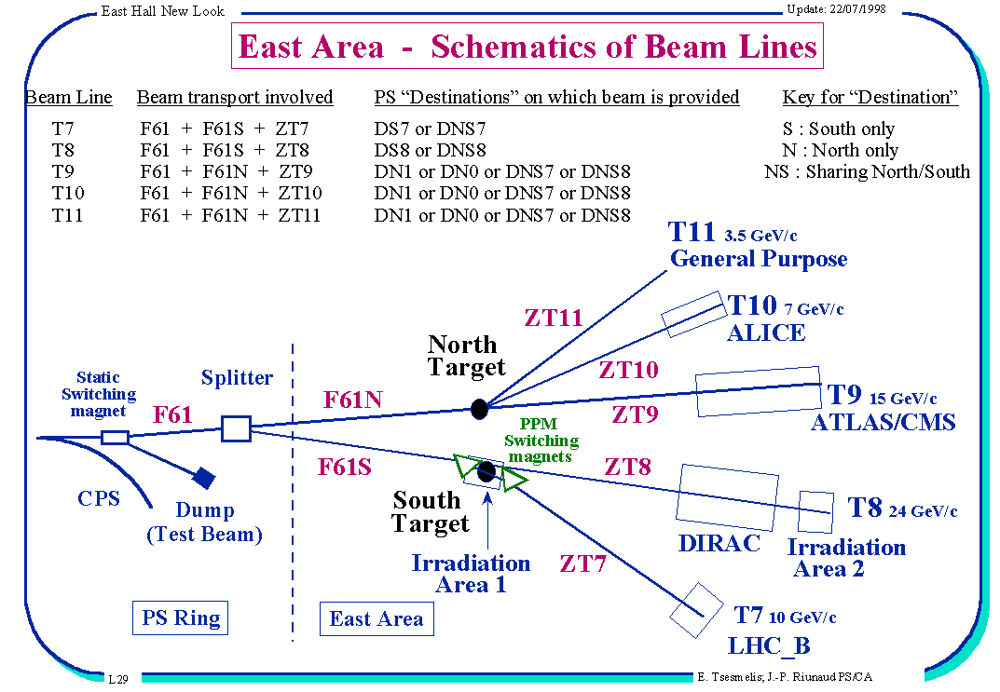 East Hall New Look
Update: 22/07/1998
East Area - Schematics of Beam Lines
Beam Line Beam transport involved PS “Destinations” on which beam is provided Key for “Destination”
T7 F61 + F61S + ZT7 DS7 or DNS7 S : South only
T8 F61 + F61S + ZT8 DS8 or DNS8 N : North only
T9 F61 + F61N + ZT9 DN1 or DN0 or DNS7 or DNS8 NS : Sharing North/South
T10 F61 + F61N + ZT10 DN1 or DN0 or DNS7 or DNS8
T11 F61 + F61N + ZT11 DN1 or DN0 or DNS7 or DNS8
T11 3.5 GeV/c
General Purpose
T10 7 GeV/c
ALICE
ZT11
North
Target
ZT10
Static
Switching
magnet
Splitter
F61
F61N
ZT9
T9 15 GeV/c
ATLAS/CMS
PPM
Switching
magnets
F61S
ZT8
CPS
Dump
(Test Beam)
South
Target
T8 24 GeV/c
DIRAC
Irradiation
Area 2
Irradiation
Area 1
ZT7
PS Ring
East Area
T7 10 GeV/c
LHC_B
L29
E. Tsesmelis; J.-P. Riunaud PS/CA